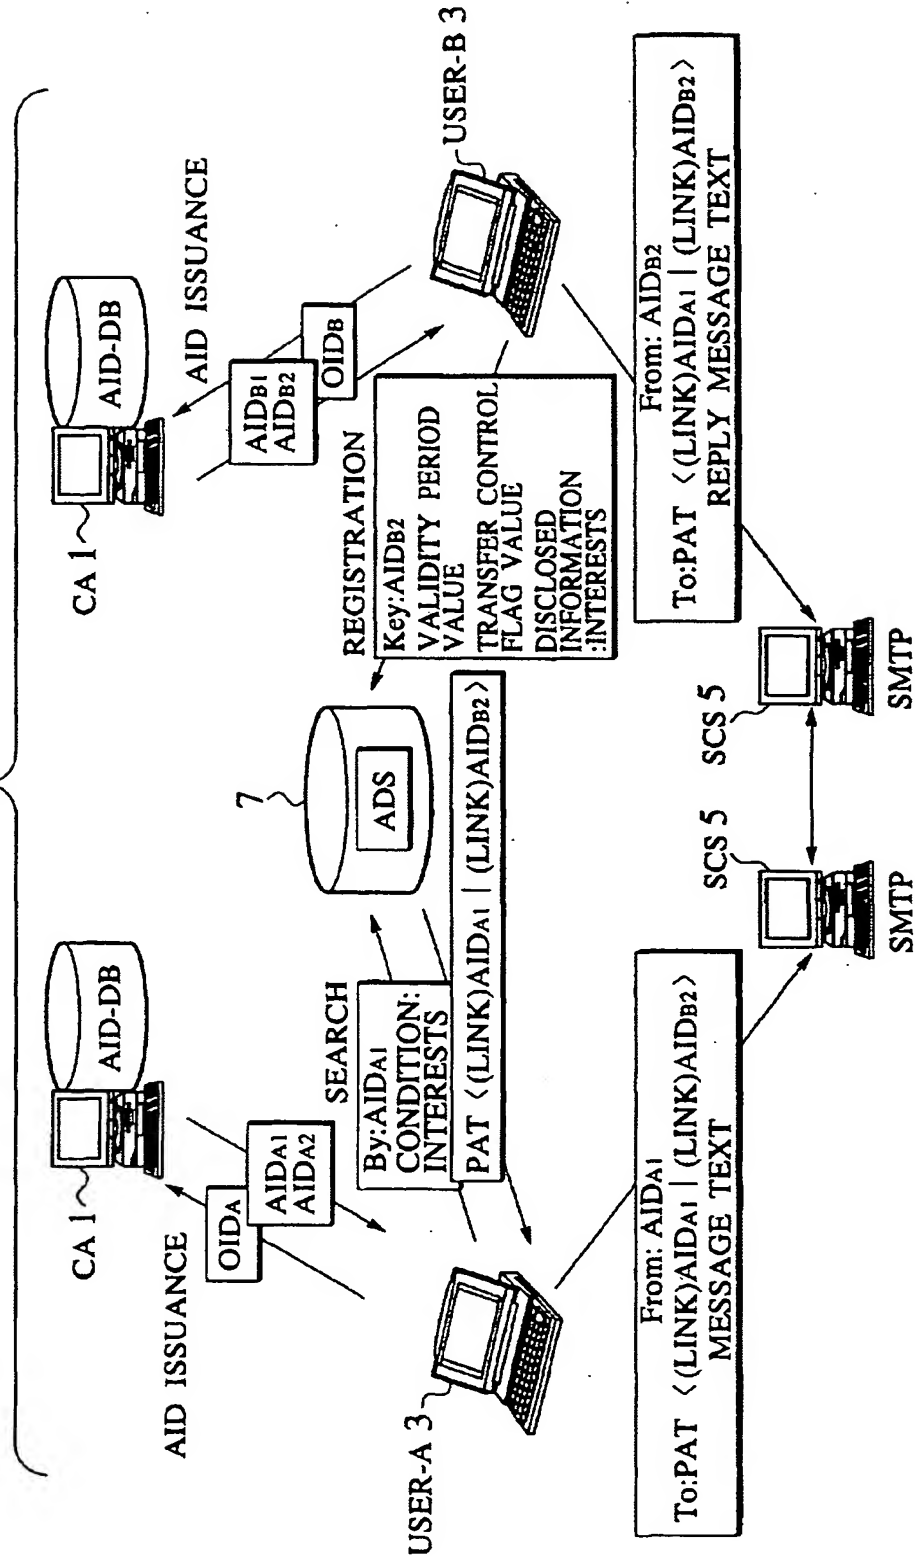 CA 1
AID-DB
AID ISSUANCE
OIDA
AIDA1
AIDA2
USER-A 3
SEARCH
By:AIDA1
CONDITION:
INTERESTS
PAT <(LINK)AIDA1 | (LINK)AIDB2>
7
ADS
CA 1
AID-DB
AID ISSUANCE
AIDB1
AIDB2
OIDB
USER-B 3
REGISTRATION
Key:AIDB2
VALIDITY PERIOD
VALUE
TRANSFER CONTROL
FLAG VALUE
DISCLOSED
INFORMATION
:INTERESTS
From: AIDA1
To:PAT <(LINK)AIDA1 | (LINK)AIDB2>
MESSAGE TEXT
SCS 5
SMTP
SCS 5
SMTP
From: AIDB2
To:PAT <(LINK)AIDA1 | (LINK)AIDB2>
REPLY MESSAGE TEXT